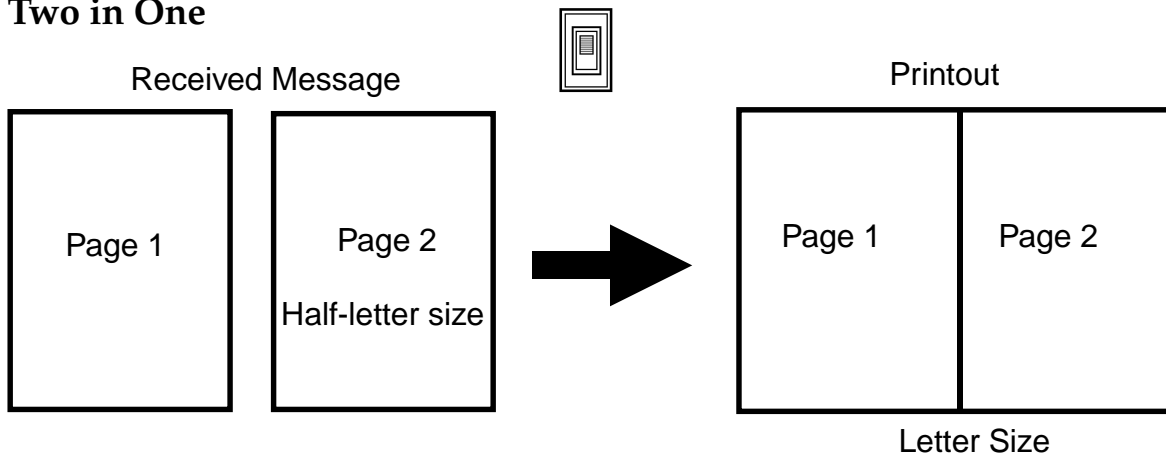 Two in One
Received Message
Printout
Page 1
Page 2
Half-letter size
Page 1
Page 2
Letter Size